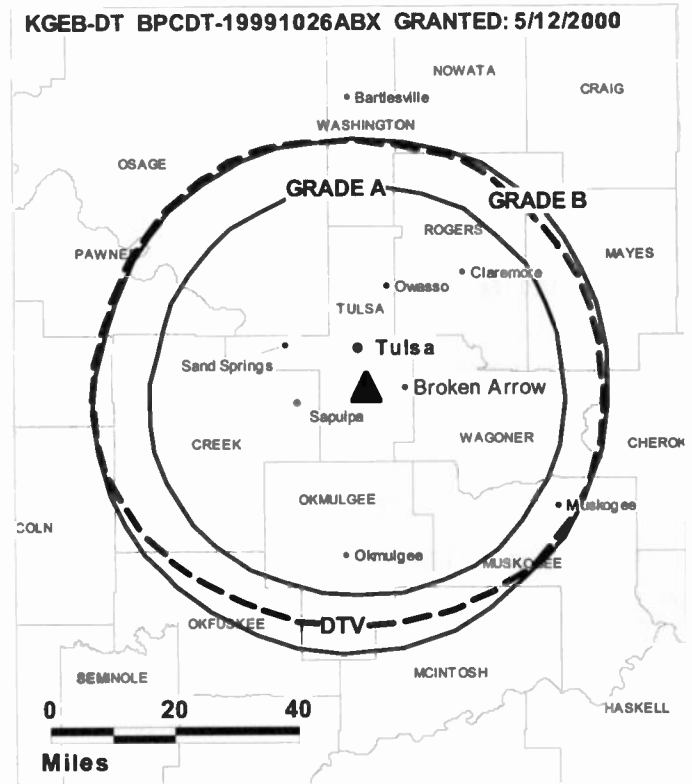 KGEB-DT BPCDT-19991026ABX GRANTED: 5/12/2000
NOWATA
CRAIG
Bartlesville
WASHINGTON
OSAGE
GRADE A
GRADE B
ROGERS
PAWNE
MAYES
Claremore
Owasso
TULSA
Tulsa
Sand Springs
Broken Arrow
Sapulpa
CREEK
WAGONER
CHEROK
OKMULGEE
Muskogee
COLN
Okmulgee
MUSKOGEE
DTV
OKFUSKEE
SEMINOLE
MCINTOSH
HASKELL
0 20 40
Miles